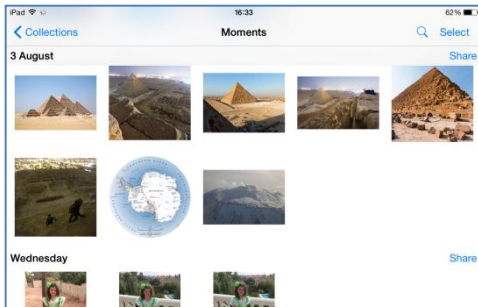 iPad 16:33 62%
Collections Moments Select
3 August Share
Wednesday Share